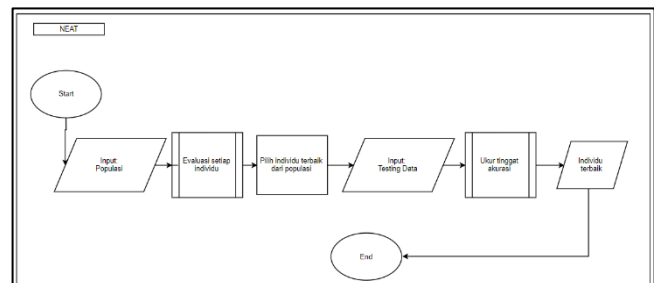 NEAT
Start
Input:
Populasi
Evaluasi setiap
individu
Pilih individu terbaik
dari populasi
Input:
Testing Data
Ukur tinggat
akurasi
Individu
terbaik
End